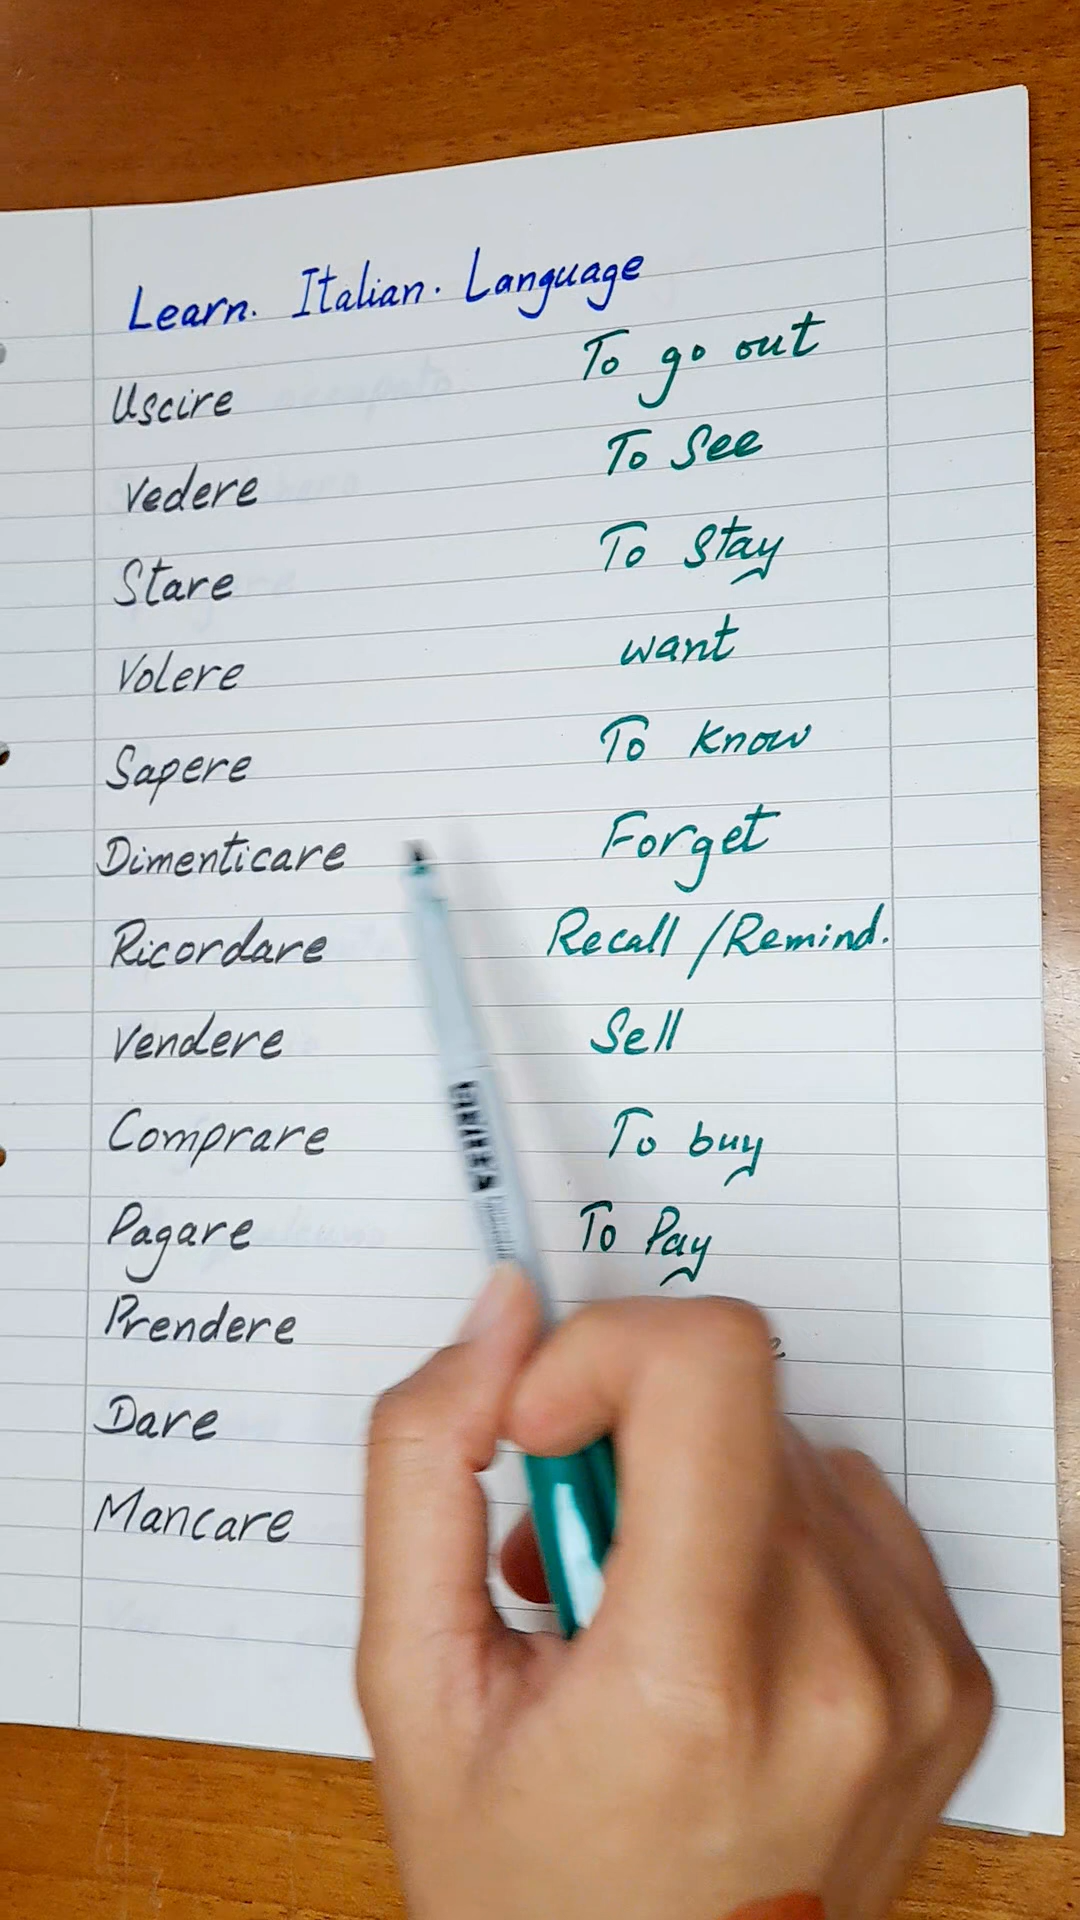 Learn. Italian. Language
Uscire To go out
Vedere To See
Stare To Stay
Volere want
Sapere To know
Dimenticare Forget
Ricordare Recall / Remind.
Vendere Sell
Comprare To buy
Pagare To Pay
Prendere
Dare
Mancare